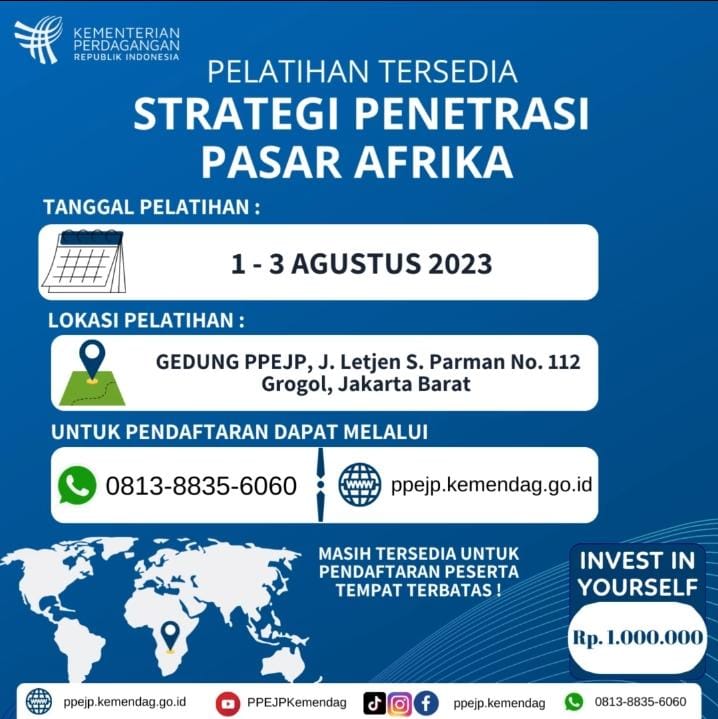 KEMENTERIAN
PERDAGANGAN
REPUBLIK INDONESIA
PELATIHAN TERSEDIA
STRATEGI PENETRASI
PASAR AFRIKA
TANGGAL PELATIHAN :
1 - 3 AGUSTUS 2023
LOKASI PELATIHAN :
GEDUNG PPEJP, J. Letjen S. Parman No. 112
Grogol, Jakarta Barat
UNTUK PENDAFTARAN DAPAT MELALUI
0813-8835-6060
WWW
ppejp.kemendag.go.id
MASIH TERSEDIA UNTUK
PENDAFTARAN PESERTA
TEMPAT TERBATAS !
INVEST IN
YOURSELF
Rp. 1.000.000
WWW
ppejp.kemendag.go.id
PPEJPKemendag
ppejp.kemendag
0813-8835-6060